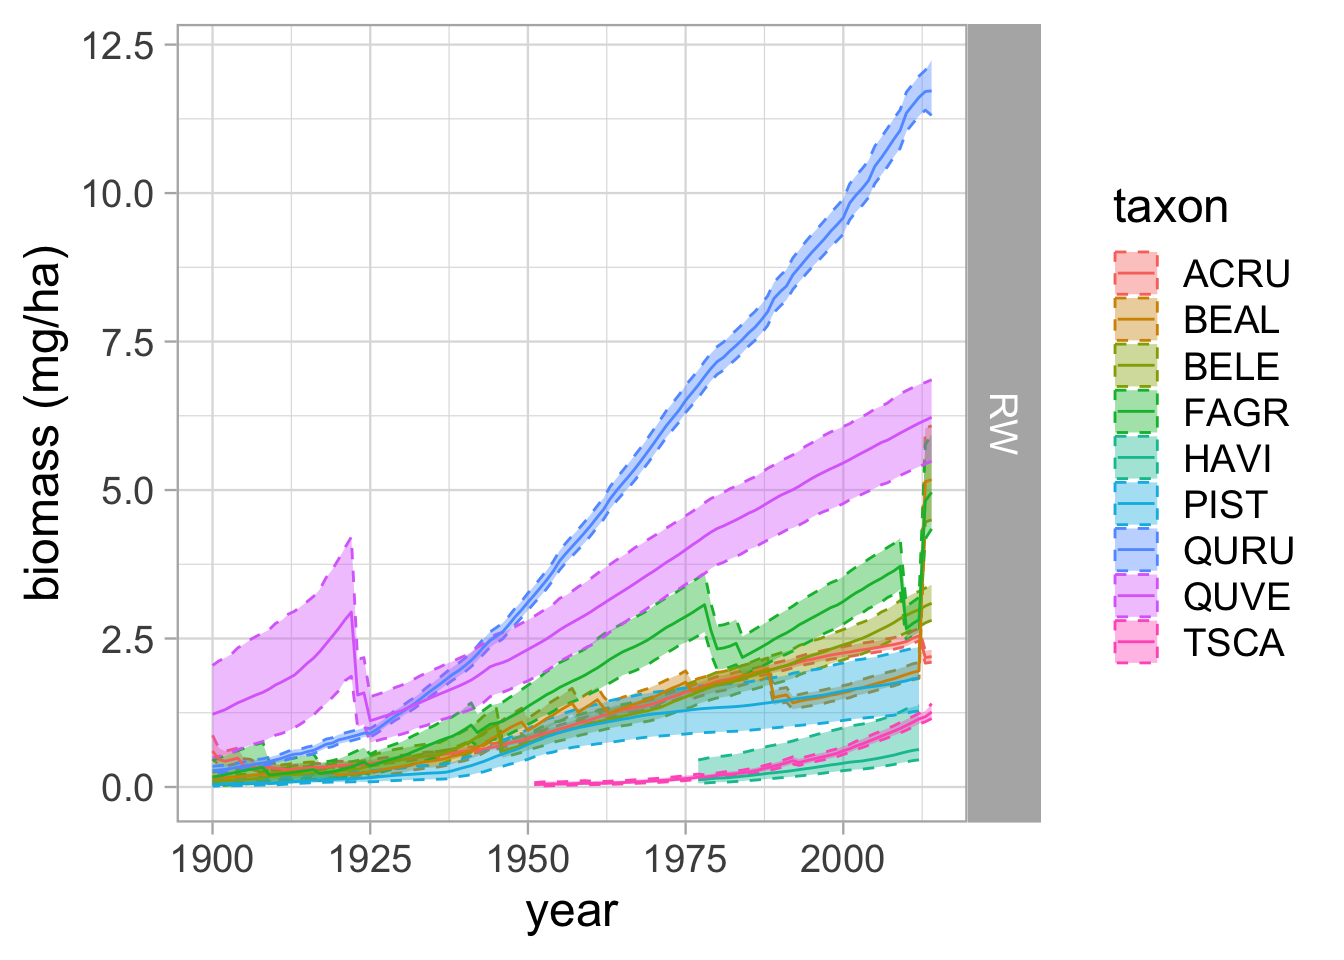 12.5
10.0
7.5
5.0
2.5
0.0
biomass (mg/ha)
1900
1925
1950
1975
2000
year
RW
taxon
ACRU
BEAL
BELE
FAGR
HAVI
PIST
QURU
QUVE
TSCA